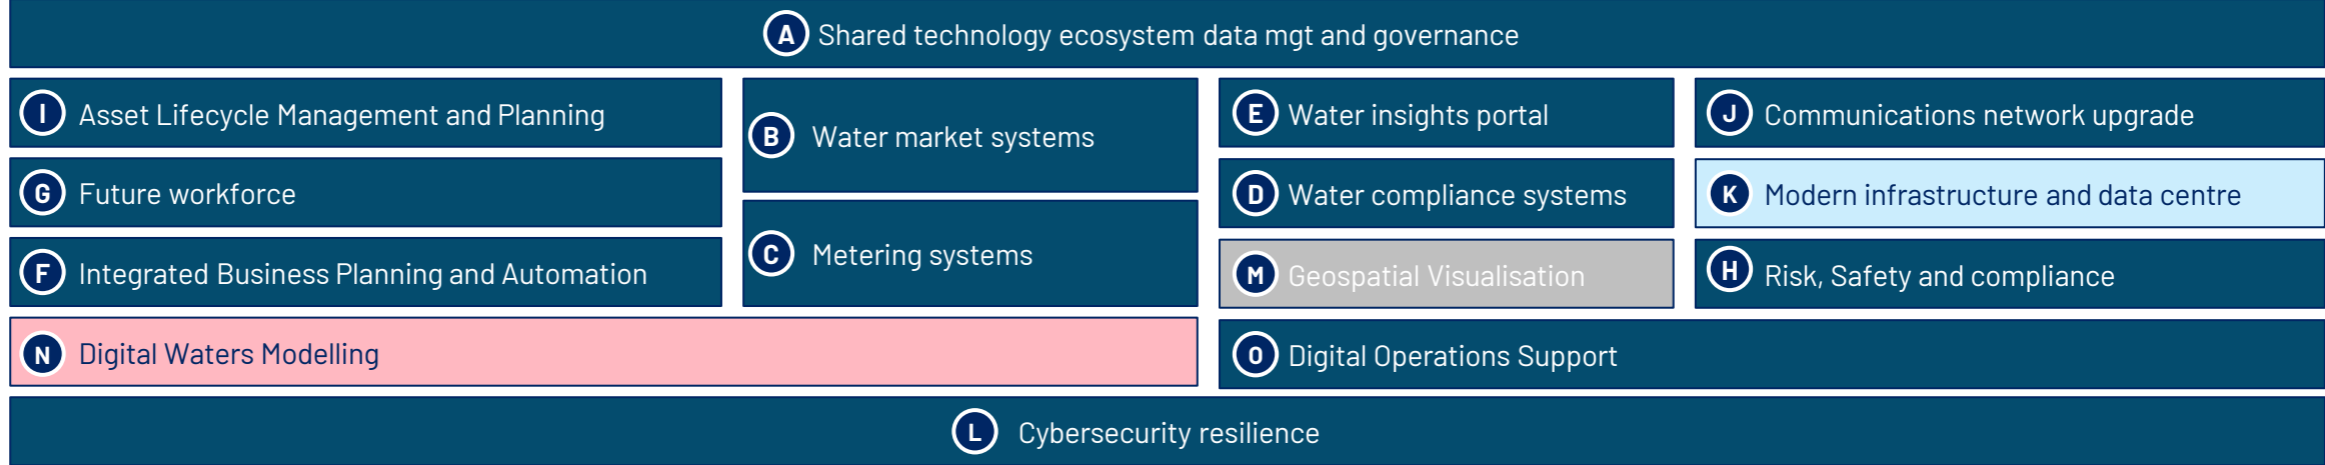 A Shared technology ecosystem data mgt and governance
I Asset Lifecycle Management and Planning
G Future workforce
F Integrated Business Planning and Automation
B Water market systems
C Metering systems
E Water insights portal
D Water compliance systems
M Geospatial Visualisation
J Communications network upgrade
K Modern infrastructure and data centre
H Risk, Safety and compliance
N Digital Waters Modelling
O Digital Operations Support
L Cybersecurity resilience